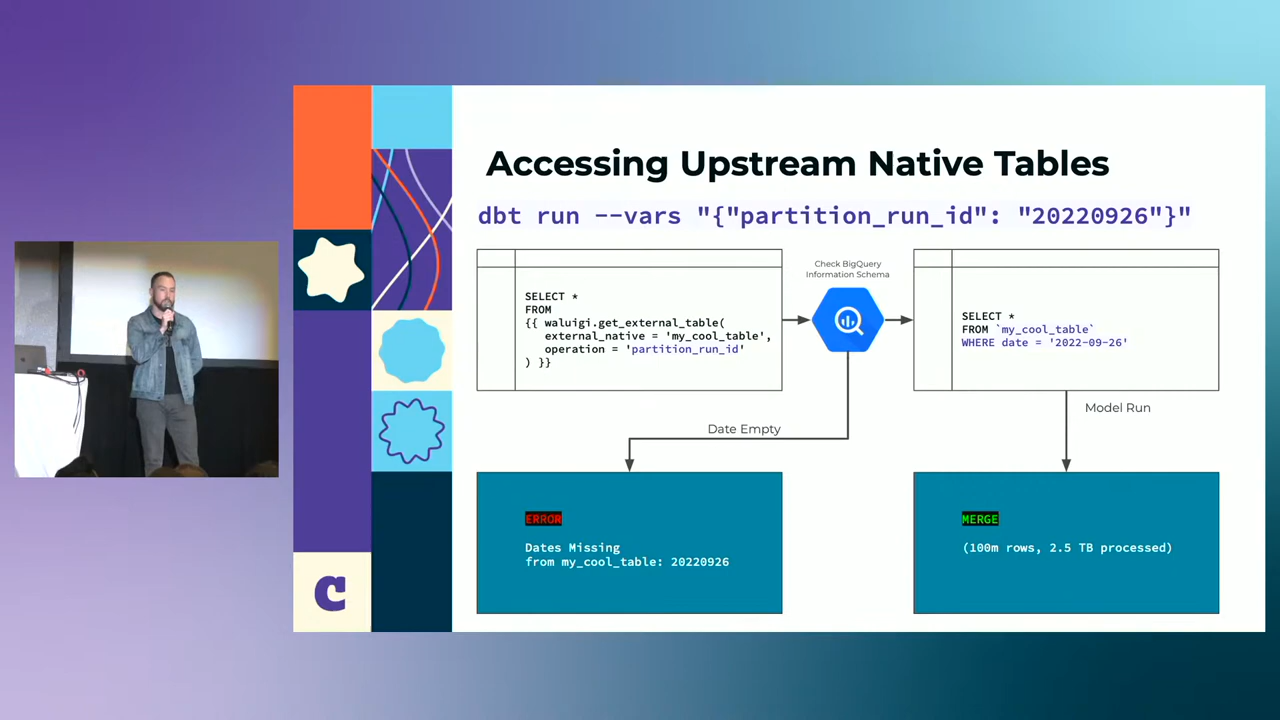 Accessing Upstream Native Tables
dbt run --vars "{"partition_run_id": "20220926"}"
SELECT *
FROM
{{ waluigi.get_external_table(
external_native = 'my_cool_table',
operation = 'partition_run_id'
) }}
Check BigQuery
Information Schema
SELECT *
FROM `my_cool_table`
WHERE date = '2022-09-26'
Date Empty
Model Run
ERROR
Dates Missing
from my_cool_table: 20220926
MERGE
(100m rows, 2.5 TB processed)
C